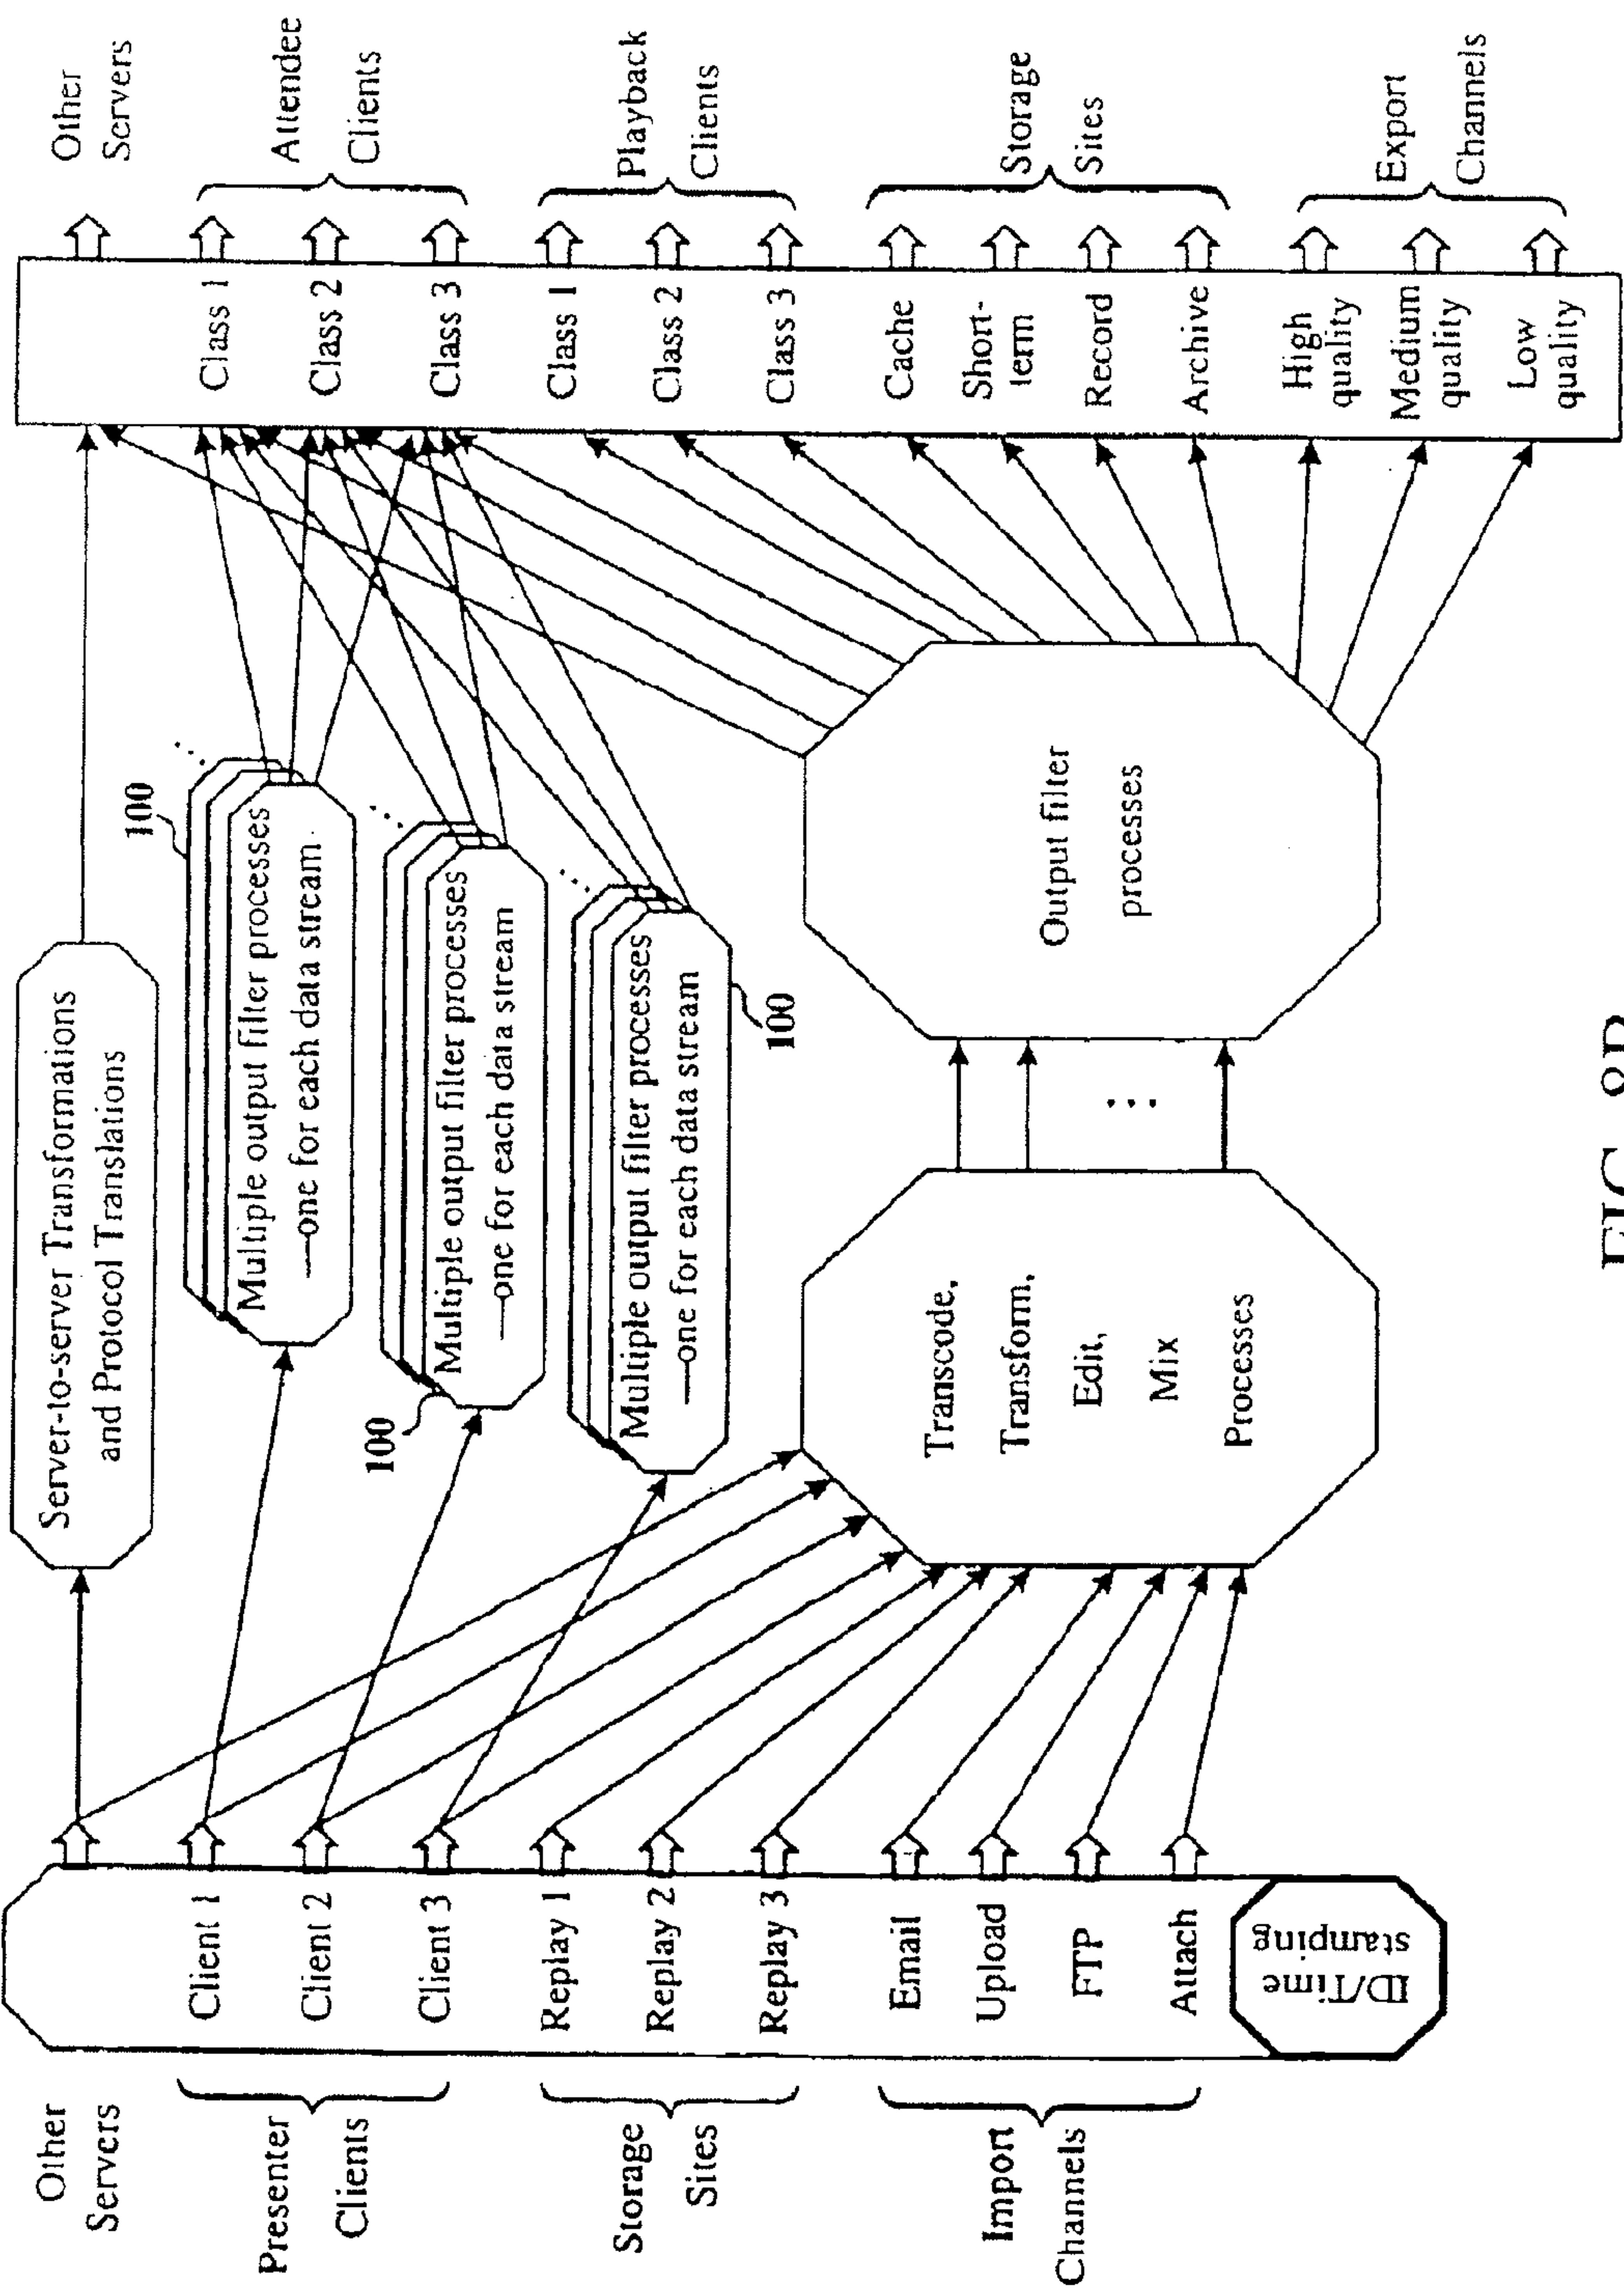 Other
Servers
Presenter
Clients
Storage
Sites
Import
Channels
Client 1
Client 2
Client 3
Replay 1
Replay 2
Replay 3
Email
Upload
FTP
Attach
ID/Time
stamping
Server-to-server Transformations
and Protocol Translations
100
Multiple output filter processes
—one for each data stream
100
Multiple output filter processes
—one for each data stream
Multiple output filter processes
—one for each data stream
100
Transcode,
Transform,
Edit,
Mix
Processes
...
Output filter
processes
Class 1
Class 2
Class 3
Class 1
Class 2
Class 3
Cache
Short-
term
Record
Archive
High
quality
Medium
quality
Low
quality
Other
Servers
Attendee
Clients
Playback
Clients
Storage
Sites
Export
Channels